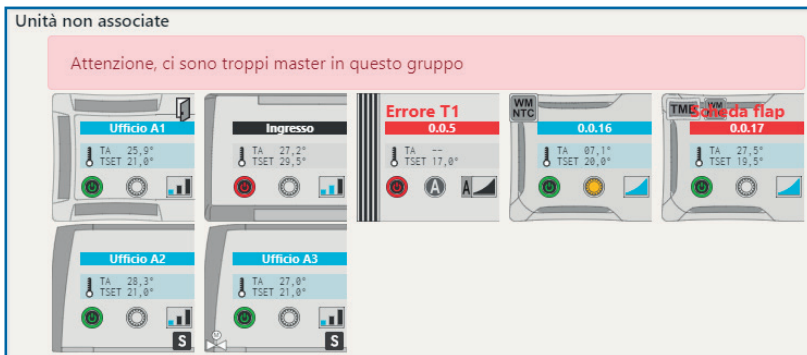 Unità non associate
Attenzione, ci sono troppi master in questo gruppo
Ufficio A1
TA 25,9°
TSET 21,0°
Ingresso
TA 27,2°
TSET 29,5°
Errore T1
0.0.5
TA --
TSET 17,0°
A
A
WM
NTC
0.0.16
TA 07,1°
TSET 20,0°
TMB
WM
Scheda flap
0.0.17
TA 27,5°
TSET 19,5°
Ufficio A2
TA 28,3°
TSET 21,0°
S
Ufficio A3
TA 27,0°
TSET 21,0°
S